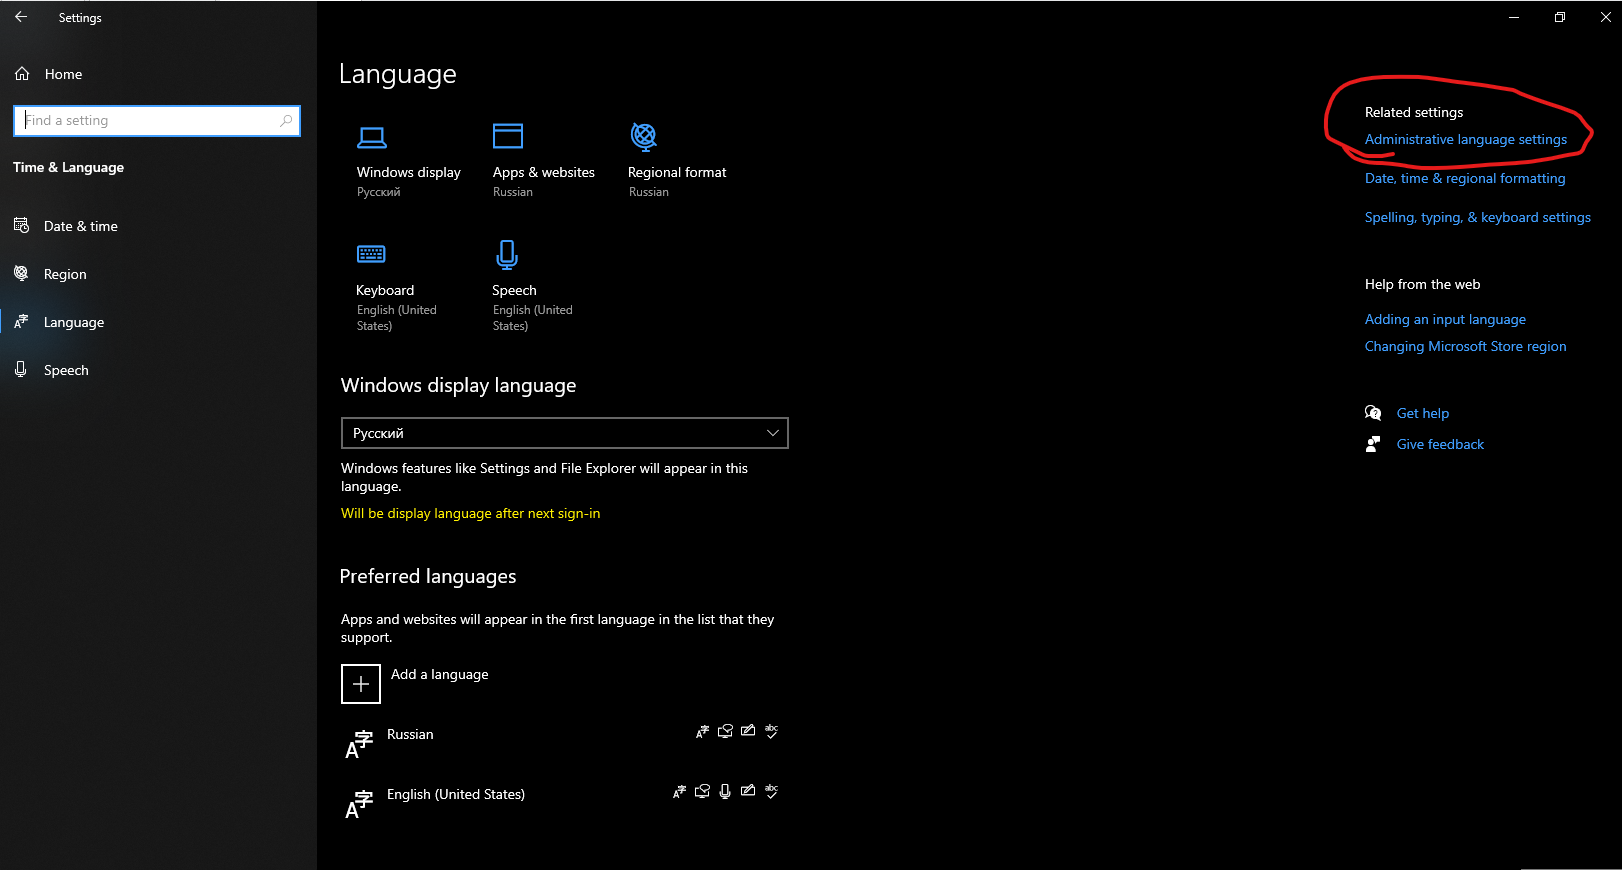 Settings
Home
Find a setting
Time & Language
Date & time
Region
Language
Speech
Language
Windows display
Русский
Apps & websites
Russian
Regional format
Russian
Keyboard
English (United
States)
Speech
English (United
States)
Windows display language
Русский
Windows features like Settings and File Explorer will appear in this
language.
Will be display language after next sign-in
Preferred languages
Apps and websites will appear in the first language in the list that they
support.
Add a language
Russian
English (United States)
Related settings
Administrative language settings
Date, time & regional formatting
Spelling, typing, & keyboard settings
Help from the web
Adding an input language
Changing Microsoft Store region
Get help
Give feedback